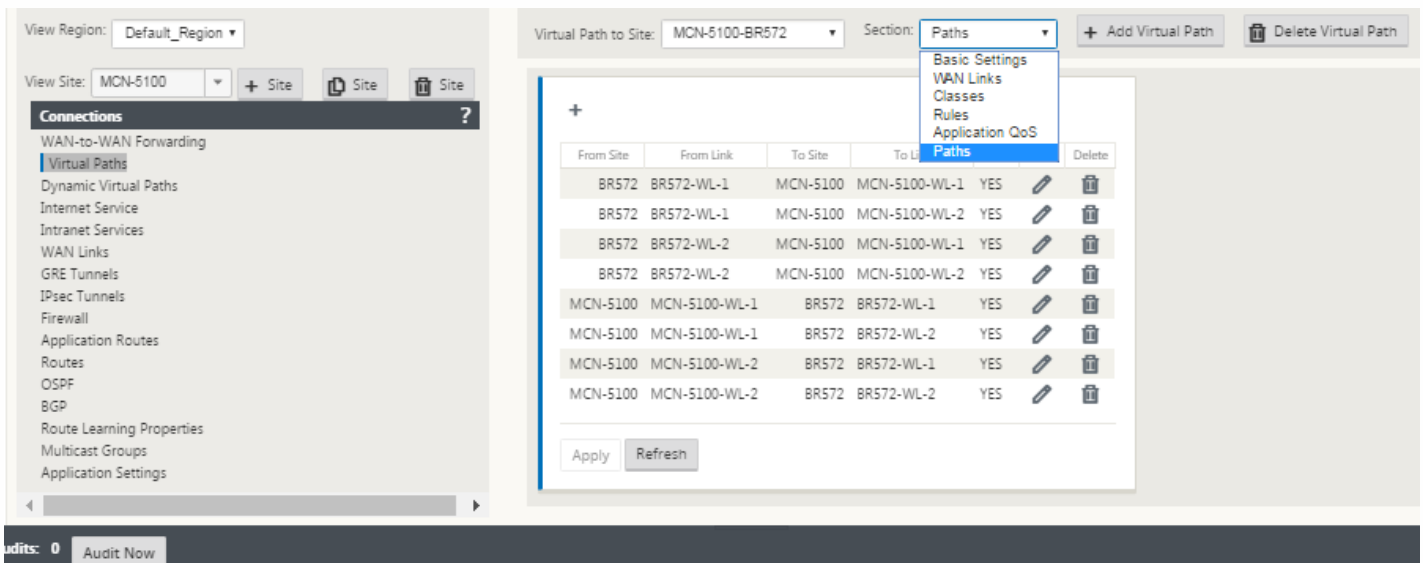 View Region: Default_Region
Virtual Path to Site: MCN-5100-BR572 Section: Paths + Add Virtual Path Delete Virtual Path
Basic Settings
WAN Links
Classes
Rules
Application QoS
Paths
View Site: MCN-5100 + Site Site Site
Connections ?
WAN-to-WAN Forwarding
Virtual Paths
Dynamic Virtual Paths
Internet Service
Intranet Services
WAN Links
GRE Tunnels
IPsec Tunnels
Firewall
Application Routes
Routes
OSPF
BGP
Route Learning Properties
Multicast Groups
Application Settings
+
From Site From Link To Site To Li Delete
BR572 BR572-WL-1 MCN-5100 MCN-5100-WL-1 YES
BR572 BR572-WL-1 MCN-5100 MCN-5100-WL-2 YES
BR572 BR572-WL-2 MCN-5100 MCN-5100-WL-1 YES
BR572 BR572-WL-2 MCN-5100 MCN-5100-WL-2 YES
MCN-5100 MCN-5100-WL-1 BR572 BR572-WL-1 YES
MCN-5100 MCN-5100-WL-1 BR572 BR572-WL-2 YES
MCN-5100 MCN-5100-WL-2 BR572 BR572-WL-1 YES
MCN-5100 MCN-5100-WL-2 BR572 BR572-WL-2 YES
Apply Refresh
udits: 0 Audit Now